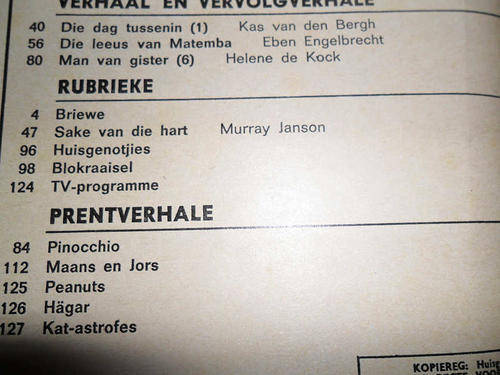 VERHAAL EN VERVOLGVERHALE
40 Die dag tussenin (1) Kas van den Bergh
56 Die leeus van Matemba Eben Engelbrecht
80 Man van gister (6) Helene de Kock
RUBRIEKE
4 Briewe
47 Sake van die hart Murray Janson
96 Huisgenotjies
98 Blokraaisel
124 TV-programme
PRENTVERHALE
84 Pinocchio
112 Maans en Jors
125 Peanuts
126 Hägar
127 Kat-astrofes
KOPIEREG: